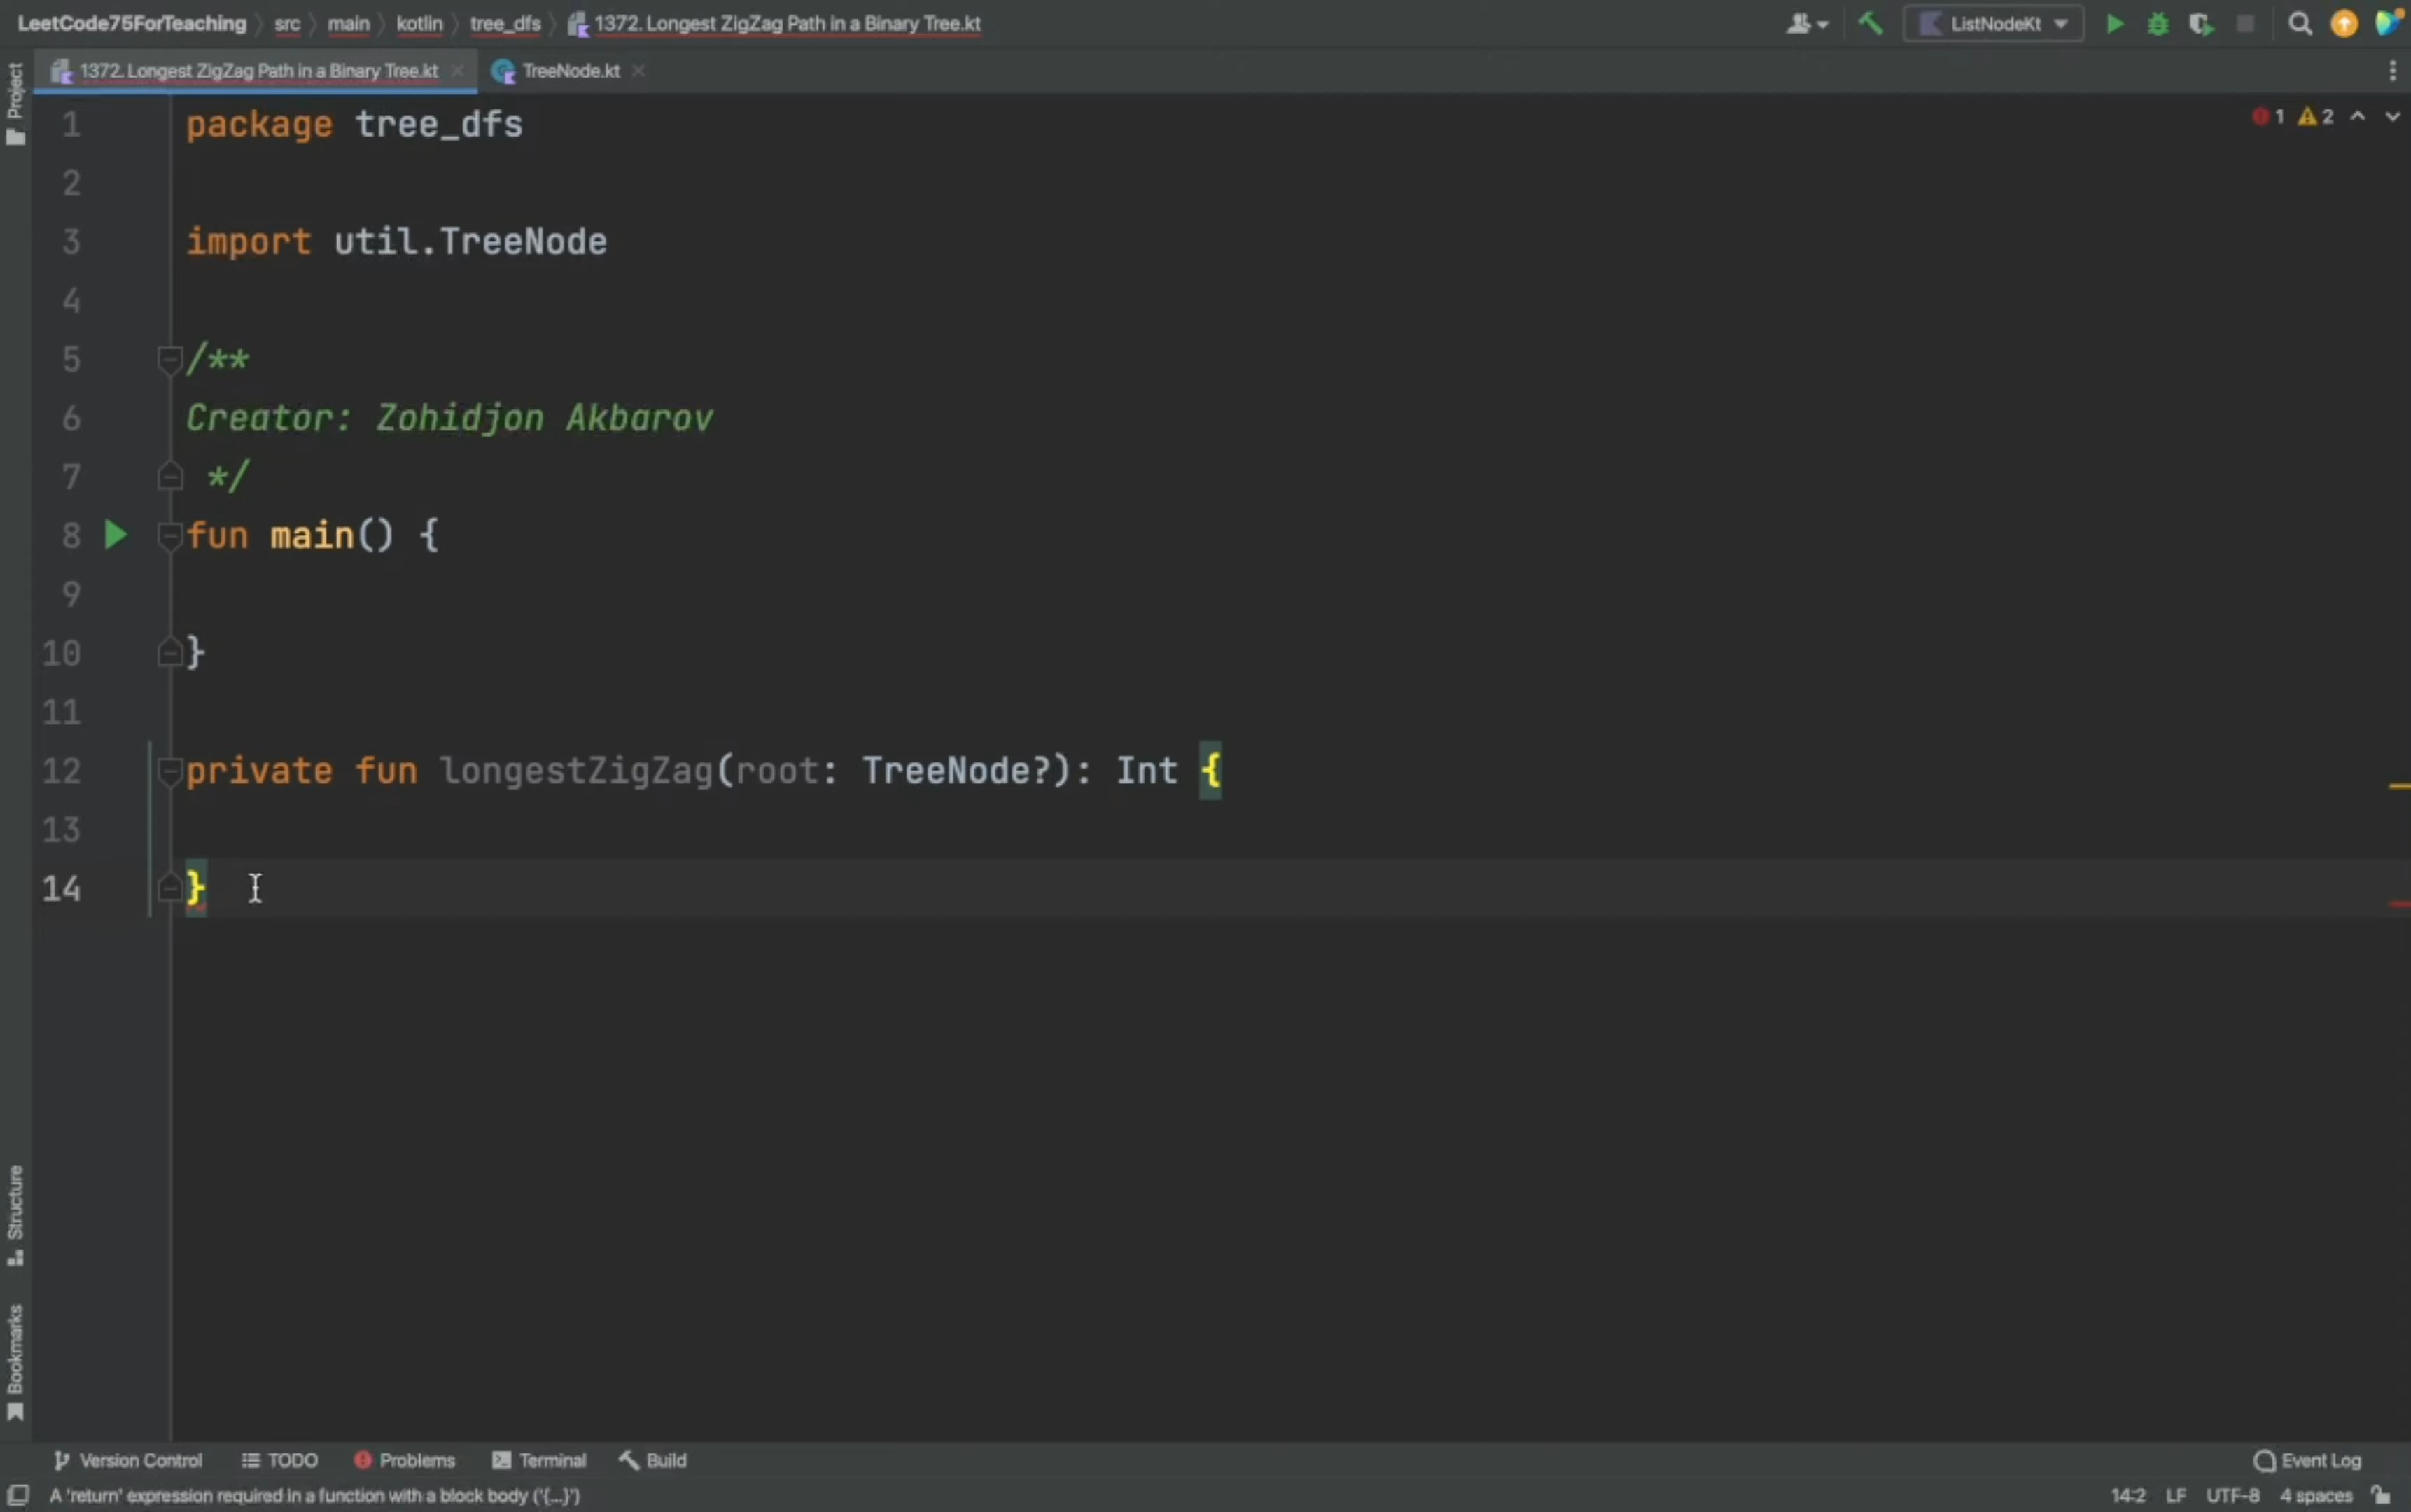 LeetCode75ForTeaching src main kotlin tree_dfs 1372. Longest ZigZag Path in a Binary Tree.kt ListNodeKt
1372. Longest ZigZag Path in a Binary Tree.kt TreeNode.kt
Project
1 2
1 package tree_dfs
2
3 import util.TreeNode
4
5 /**
6 Creator: Zohidjon Akbarov
7 */
8 fun main() {
9
10 }
11
12 private fun longestZigZag(root: TreeNode?): Int {
13
14 }
Structure
Bookmarks
Version Control TODO Problems Terminal Build Event Log
A 'return' expression required in a function with a block body ('{...}') 14:2 LF UTF-8 4 spaces